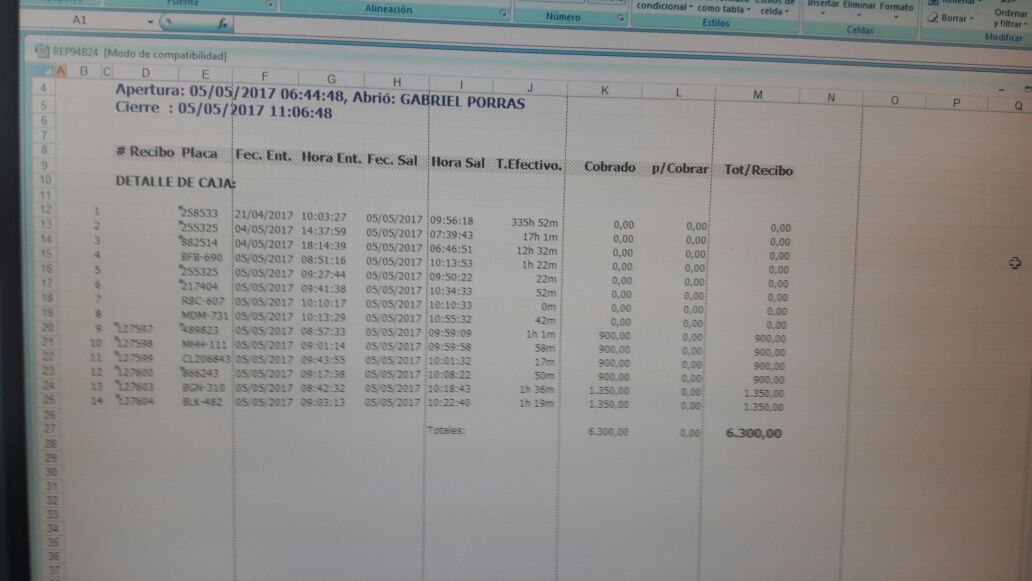 Fuente
Alineación
Número
condicional como tabla celda
Estilos
Insertar Eliminar Formato
Celdas
Borrar
Ordenar
y filtrar
Modificar
A1 fx
REP94B24 [Modo de compatibilidad]
A B C D E F G H I J K L M N O P Q
4 Apertura: 05/05/2017 06:44:48, Abrió: GABRIEL PORRAS
5 Cierre : 05/05/2017 11:06:48
6
7
8 # Recibo Placa Fec. Ent. Hora Ent. Fec. Sal Hora Sal T.Efectivo. Cobrado p/Cobrar Tot/Recibo
9
10 DETALLE DE CAJA:
11
12 1 258533 21/04/2017 10:03:27 05/05/2017 09:56:18 335h 52m 0,00 0,00 0,00
13 2 255325 04/05/2017 14:37:59 05/05/2017 07:39:43 17h 1m 0,00 0,00 0,00
14 3 882514 04/05/2017 18:14:39 05/05/2017 06:46:51 12h 32m 0,00 0,00 0,00
15 4 BFB-690 05/05/2017 08:51:16 05/05/2017 10:13:53 1h 22m 0,00 0,00 0,00
16 5 255325 05/05/2017 09:27:44 05/05/2017 09:50:22 22m 0,00 0,00 0,00
17 6 217404 05/05/2017 09:41:38 05/05/2017 10:34:33 52m 0,00 0,00 0,00
18 7 RBC-607 05/05/2017 10:10:17 05/05/2017 10:10:33 0m 0,00 0,00 0,00
19 8 MDM-731 05/05/2017 10:13:29 05/05/2017 10:55:32 42m 0,00 0,00 0,00
20 9 127597 489823 05/05/2017 08:57:33 05/05/2017 09:59:09 1h 1m 900,00 0,00 900,00
21 10 127598 MHH-111 05/05/2017 09:01:14 05/05/2017 09:59:58 58m 900,00 0,00 900,00
22 11 127599 CL206843 05/05/2017 09:43:55 05/05/2017 10:01:32 17m 900,00 0,00 900,00
23 12 127600 866243 05/05/2017 09:17:38 05/05/2017 10:08:22 50m 900,00 0,00 900,00
24 13 127603 BGN-310 05/05/2017 08:42:32 05/05/2017 10:18:43 1h 36m 1.350,00 0,00 1.350,00
25 14 127604 BLK-482 05/05/2017 09:03:13 05/05/2017 10:22:40 1h 19m 1.350,00 0,00 1.350,00
26
27 Totales: 6.300,00 0,00 6.300,00
28
29
30
31
32
33
34
35
36
37